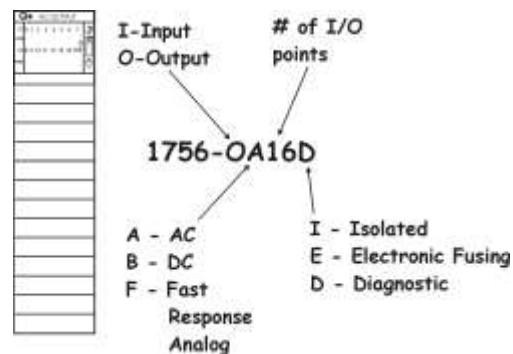 I-Input
O-Output
# of I/O
points
1756-OA16D
A - AC
B - DC
F - Fast
Response
Analog
I - Isolated
E - Electronic Fusing
D - Diagnostic